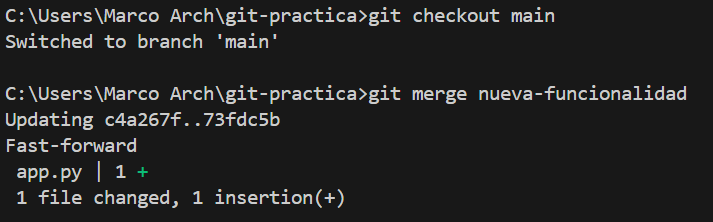 C:\Users\Marco Arch\git-practica>git checkout main
Switched to branch 'main'
C:\Users\Marco Arch\git-practica>git merge nueva-funcionalidad
Updating c4a267f..73fdc5b
Fast-forward
 app.py | 1 +
 1 file changed, 1 insertion(+)